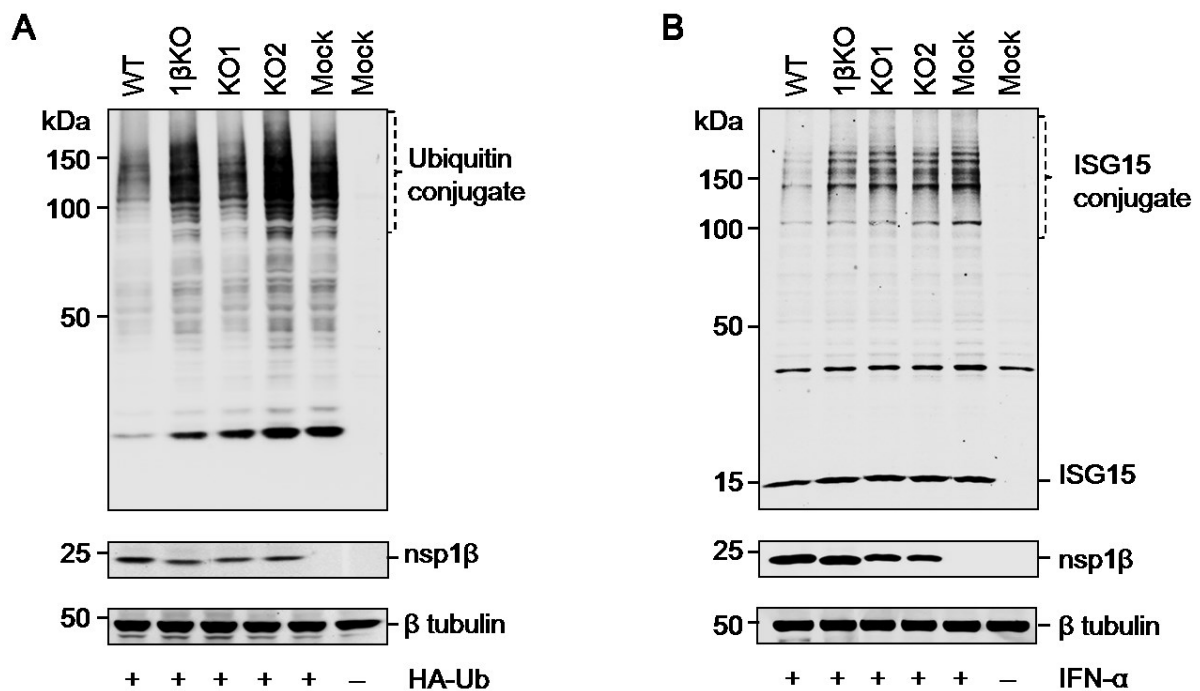 A
WT 1βKO KO1 KO2 Mock Mock
kDa
150
100
50
Ubiquitin
conjugate
25
nsp1β
50
β tubulin
+ + + + + – HA-Ub
B
WT 1βKO KO1 KO2 Mock Mock
kDa
150
100
50
15
ISG15
conjugate
ISG15
25
nsp1β
50
β tubulin
+ + + + + – IFN-α